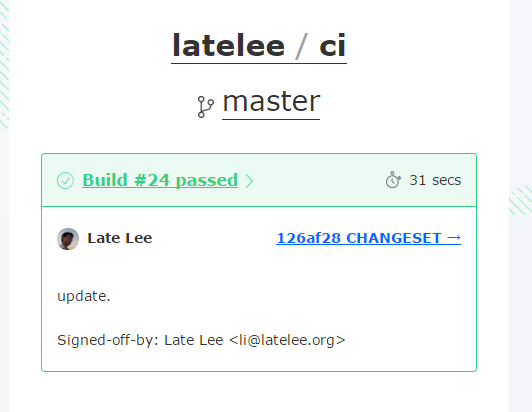 latelee / ci
master
Build #24 passed
31 secs
Late Lee
126af28 CHANGESET →
update.
Signed-off-by: Late Lee <li@latelee.org>